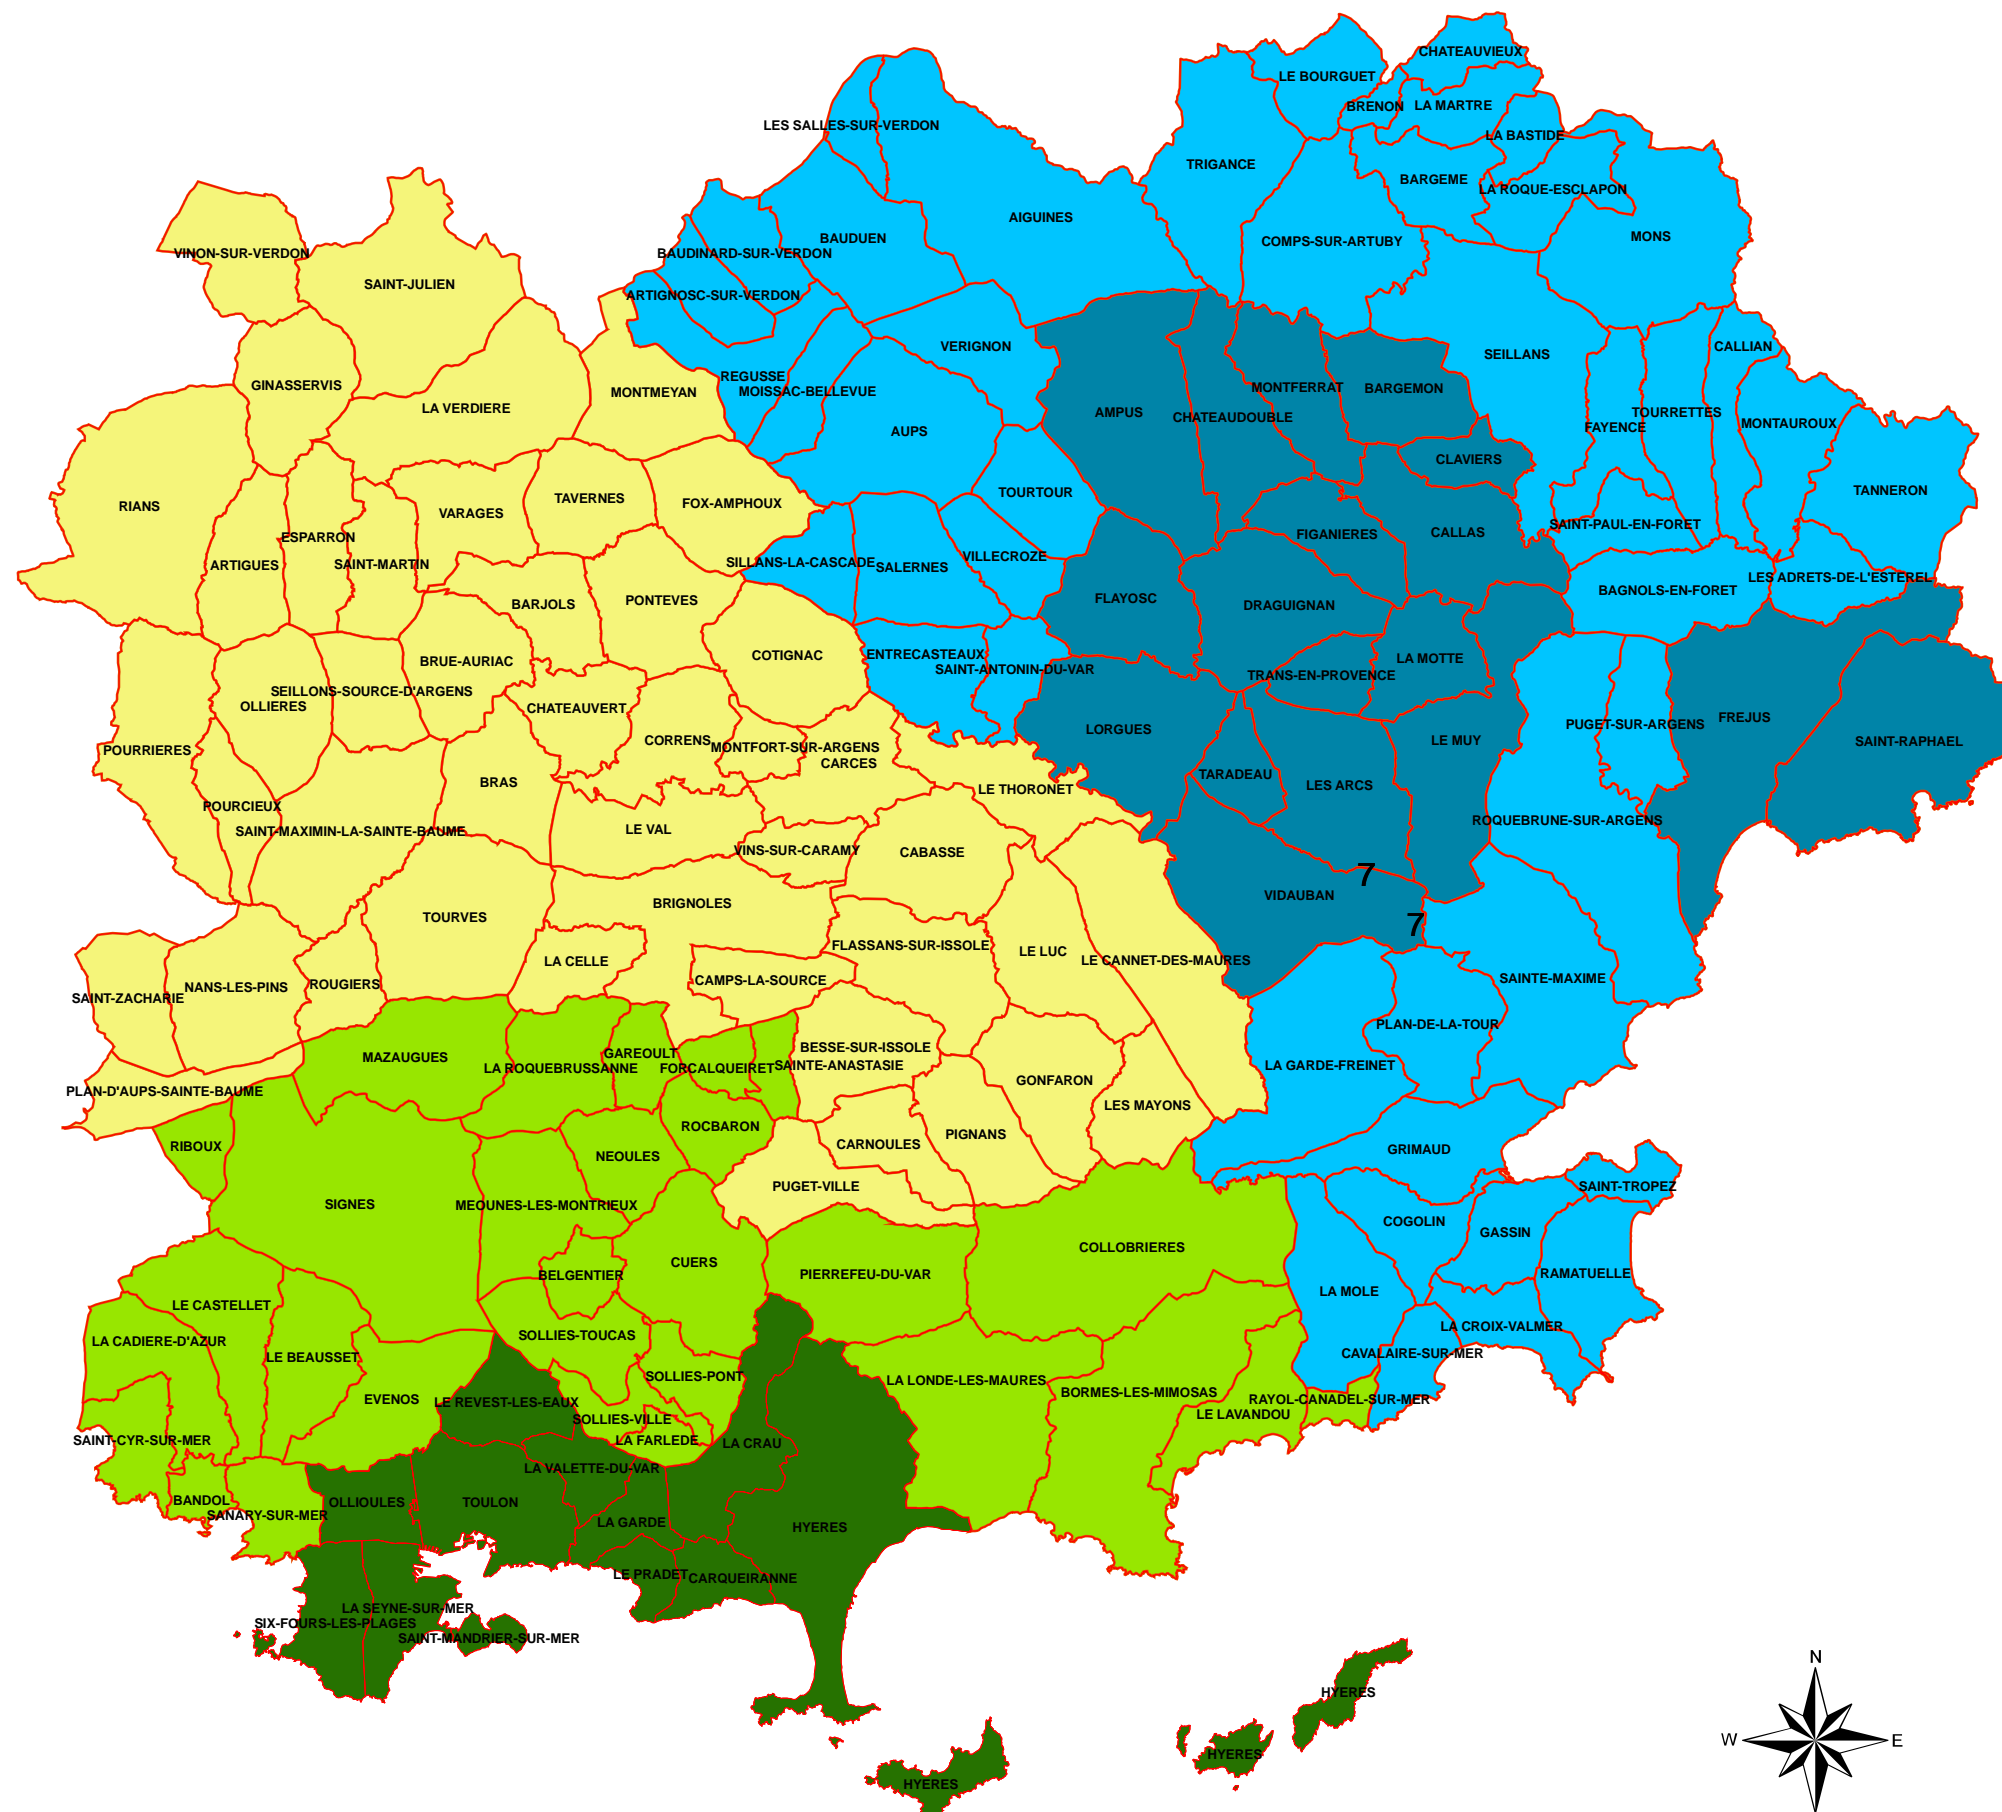 CHATEAUVIEUX
LE BOURGUET
BRENON
LA MARTRE
LES SALLES-SUR-VERDON
LA BASTIDE
TRIGANCE
BARGEME
LA ROQUE-ESCLAPON
AIGUINES
BAUDUEN
COMPS-SUR-ARTUBY
MONS
VINON-SUR-VERDON
BAUDINARD-SUR-VERDON
SAINT-JULIEN
ARTIGNOSC-SUR-VERDON
VERIGNON
SEILLANS
CALLIAN
REGUSSE
GINASSERVIS
MONTMEYAN
MOISSAC-BELLEVUE
MONTFERRAT
BARGEMON
LA VERDIERE
AMPUS
CHATEAUDOUBLE
TOURRETTES
FAYENCE
MONTAUROUX
AUPS
CLAVIERS
TOURTOUR
TANNERON
RIANS
VARAGES
TAVERNES
FOX-AMPHOUX
SAINT-PAUL-EN-FORET
ESPARRON
FIGANIERES
CALLAS
ARTIGUES
SAINT-MARTIN
SILLANS-LA-CASCADE
SALERNES
VILLECROZE
LES ADRETS-DE-L'ESTEREL
BAGNOLS-EN-FORET
BARJOLS
PONTEVES
FLAYOSC
DRAGUIGNAN
COTIGNAC
ENTRECASTEAUX
BRUE-AURIAC
LA MOTTE
SAINT-ANTONIN-DU-VAR
TRANS-EN-PROVENCE
SEILLONS-SOURCE-D'ARGENS
OLLIERES
CHATEAUVERT
PUGET-SUR-ARGENS
FREJUS
LORGUES
CORRENS
MONTFORT-SUR-ARGENS
LE MUY
SAINT-RAPHAEL
POURRIERES
CARCES
TARADEAU
LES ARCS
BRAS
LE THORONET
POURCIEUX
ROQUEBRUNE-SUR-ARGENS
SAINT-MAXIMIN-LA-SAINTE-BAUME
LE VAL
VINS-SUR-CARAMY
CABASSE
7
VIDAUBAN
BRIGNOLES
TOURVES
7
FLASSANS-SUR-ISSOLE
LE LUC
LE CANNET-DES-MAURES
LA CELLE
CAMPS-LA-SOURCE
SAINTE-MAXIME
NANS-LES-PINS
ROUGIERS
SAINT-ZACHARIE
PLAN-DE-LA-TOUR
BESSE-SUR-ISSOLE
GAREOULT
MAZAUGUES
LA ROQUEBRUSSANNE
FORCALQUEIRET
SAINTE-ANASTASIE
LA GARDE-FREINET
GONFARON
PLAN-D'AUPS-SAINTE-BAUME
LES MAYONS
ROCBARON
PIGNANS
CARNOULES
RIBOUX
NEOULES
GRIMAUD
PUGET-VILLE
SAINT-TROPEZ
SIGNES
MEOUNES-LES-MONTRIEUX
COGOLIN
GASSIN
COLLOBRIERES
CUERS
BELGENTIER
PIERREFEU-DU-VAR
RAMATUELLE
LA MOLE
LE CASTELLET
LA CROIX-VALMER
SOLLIES-TOUCAS
LA CADIERE-D'AZUR
LE BEAUSSET
CAVALAIRE-SUR-MER
SOLLIES-PONT
LA LONDE-LES-MAURES
BORMES-LES-MIMOSAS
EVENOS
LE REVEST-LES-EAUX
RAYOL-CANADEL-SUR-MER
LE LAVANDOU
SOLLIES-VILLE
SAINT-CYR-SUR-MER
LA FARLEDE
LA CRAU
LA VALETTE-DU-VAR
BANDOL
OLLIOULES
TOULON
SANARY-SUR-MER
LA GARDE
HYERES
LE PRADET
CARQUEIRANNE
LA SEYNE-SUR-MER
SIX-FOURS-LES-PLAGES
SAINT-MANDRIER-SUR-MER
N
HYERES
W
E
HYERES
HYERES